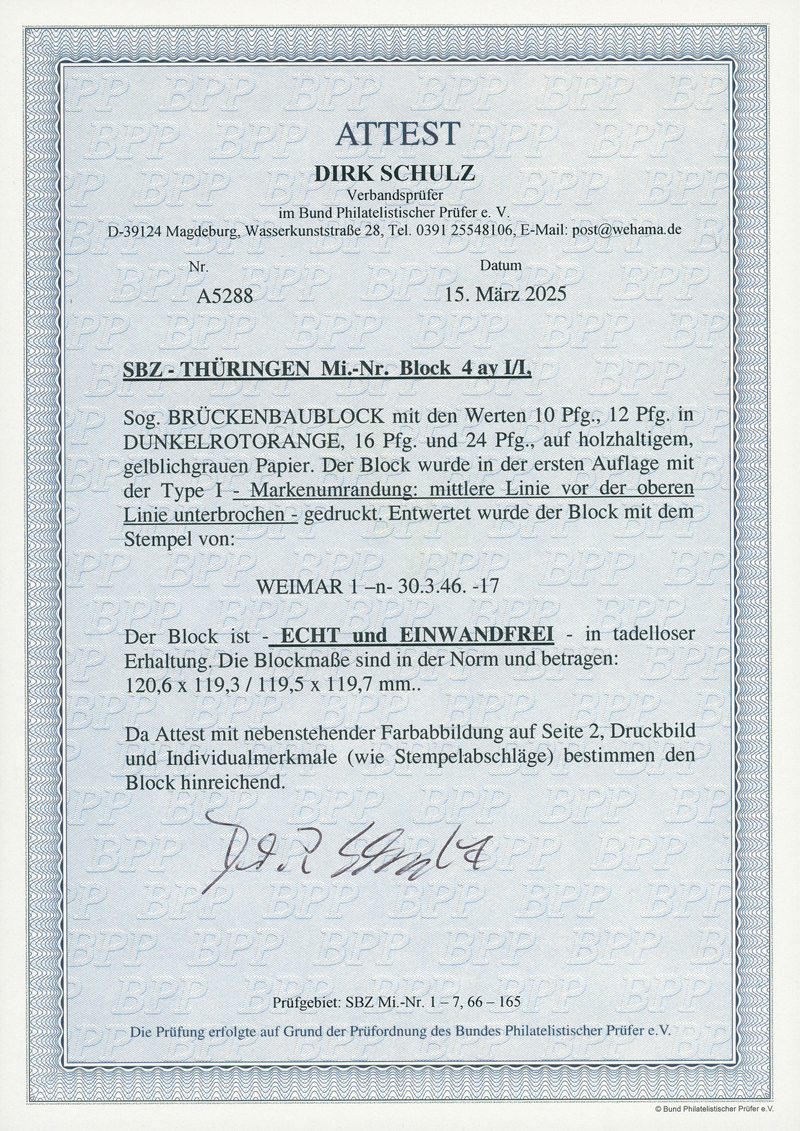 ATTEST
DIRK SCHULZ
Verbandsprüfer
im Bund Philatelistischer Prüfer e. V.
D-39124 Magdeburg, Wasserkunststraße 28, Tel. 0391 25548106, E-Mail: post@wehama.de
Nr. Datum
A5288 15. März 2025
SBZ - THÜRINGEN Mi.-Nr. Block 4 ay I/I,
Sog. BRÜCKENBAUBLOCK mit den Werten 10 Pfg., 12 Pfg. in
DUNKELROTORANGE, 16 Pfg. und 24 Pfg., auf holzhaltigem,
gelblichgrauen Papier. Der Block wurde in der ersten Auflage mit
der Type I - Markenumrandung: mittlere Linie vor der oberen
Linie unterbrochen - gedruckt. Entwertet wurde der Block mit dem
Stempel von:
WEIMAR 1 –n- 30.3.46. -17
Der Block ist - ECHT und EINWANDFREI - in tadelloser
Erhaltung. Die Blockmaße sind in der Norm und betragen:
120,6 x 119,3 / 119,5 x 119,7 mm..
Da Attest mit nebenstehender Farbabbildung auf Seite 2, Druckbild
und Individualmerkmale (wie Stempelabschläge) bestimmen den
Block hinreichend.
Dirk Schulz
Prüfgebiet: SBZ Mi.-Nr. 1 – 7, 66 – 165
Die Prüfung erfolgte auf Grund der Prüfordnung des Bundes Philatelistischer Prüfer e.V.
© Bund Philatelistischer Prüfer e.V.